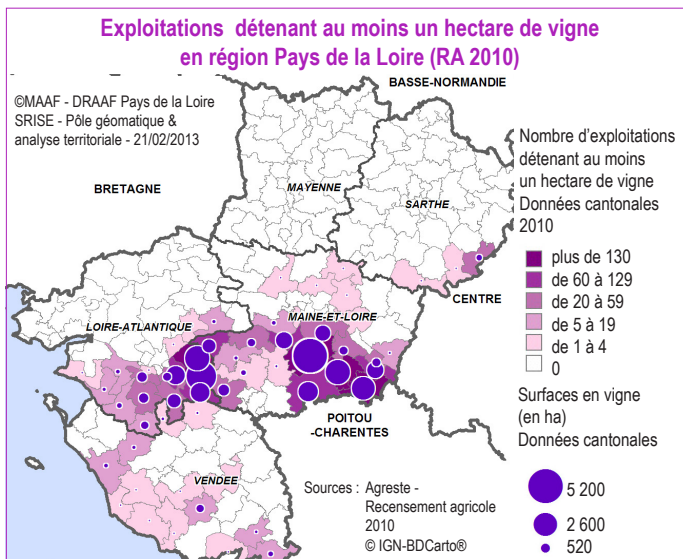 Exploitations détenant au moins un hectare de vigne
en région Pays de la Loire (RA 2010)
BASSE-NORMANDIE
©MAAF - DRAAF Pays de la Loire
SRISE - Pôle géomatique &
analyse territoriale - 21/02/2013
BRETAGNE
MAYENNE
SARTHE
CENTRE
LOIRE-ATLANTIQUE
MAINE-ET-LOIRE
POITOU
-CHARENTES
VENDEE
Nombre d'exploitations
détenant au moins
un hectare de vigne
Données cantonales
2010
plus de 130
de 60 à 129
de 20 à 59
de 5 à 19
de 1 à 4
0
Surfaces en vigne
(en ha)
Données cantonales
5 200
2 600
520
Sources : Agreste -
Recensement agricole
2010
© IGN-BDCarto®